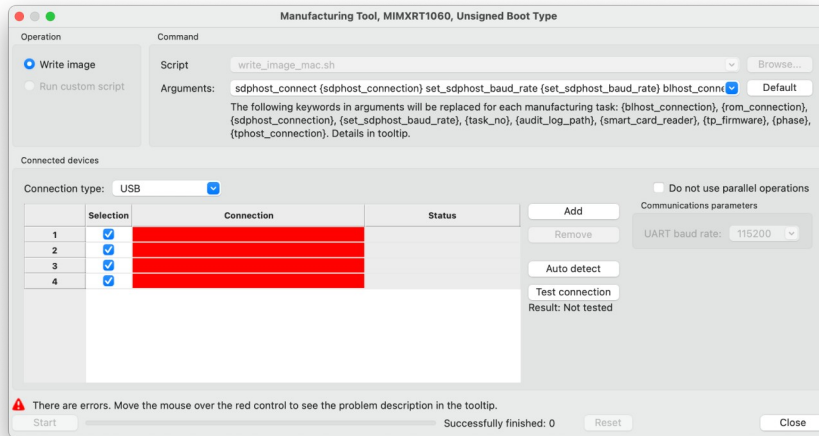 Manufacturing Tool, MIMXRT1060, Unsigned Boot Type
Operation
Command
Write image
Run custom script
Script
write_image_mac.sh
Browse...
Arguments:
sdphost_connect {sdphost_connection} set_sdphost_baud_rate {set_sdphost_baud_rate} blhost_conne
Default
The following keywords in arguments will be replaced for each manufacturing task: {blhost_connection}, {rom_connection},
{sdphost_connection}, {set_sdphost_baud_rate}, {task_no}, {audit_log_path}, {smart_card_reader}, {tp_firmware}, {phase},
{tphost_connection}. Details in tooltip.
Connected devices
Connection type:
USB
Do not use parallel operations
Selection
Connection
Status
1
2
3
4
Add
Remove
Auto detect
Test connection
Result: Not tested
Communications parameters
UART baud rate:
115200
There are errors. Move the mouse over the red control to see the problem description in the tooltip.
Start
Successfully finished: 0
Reset
Close